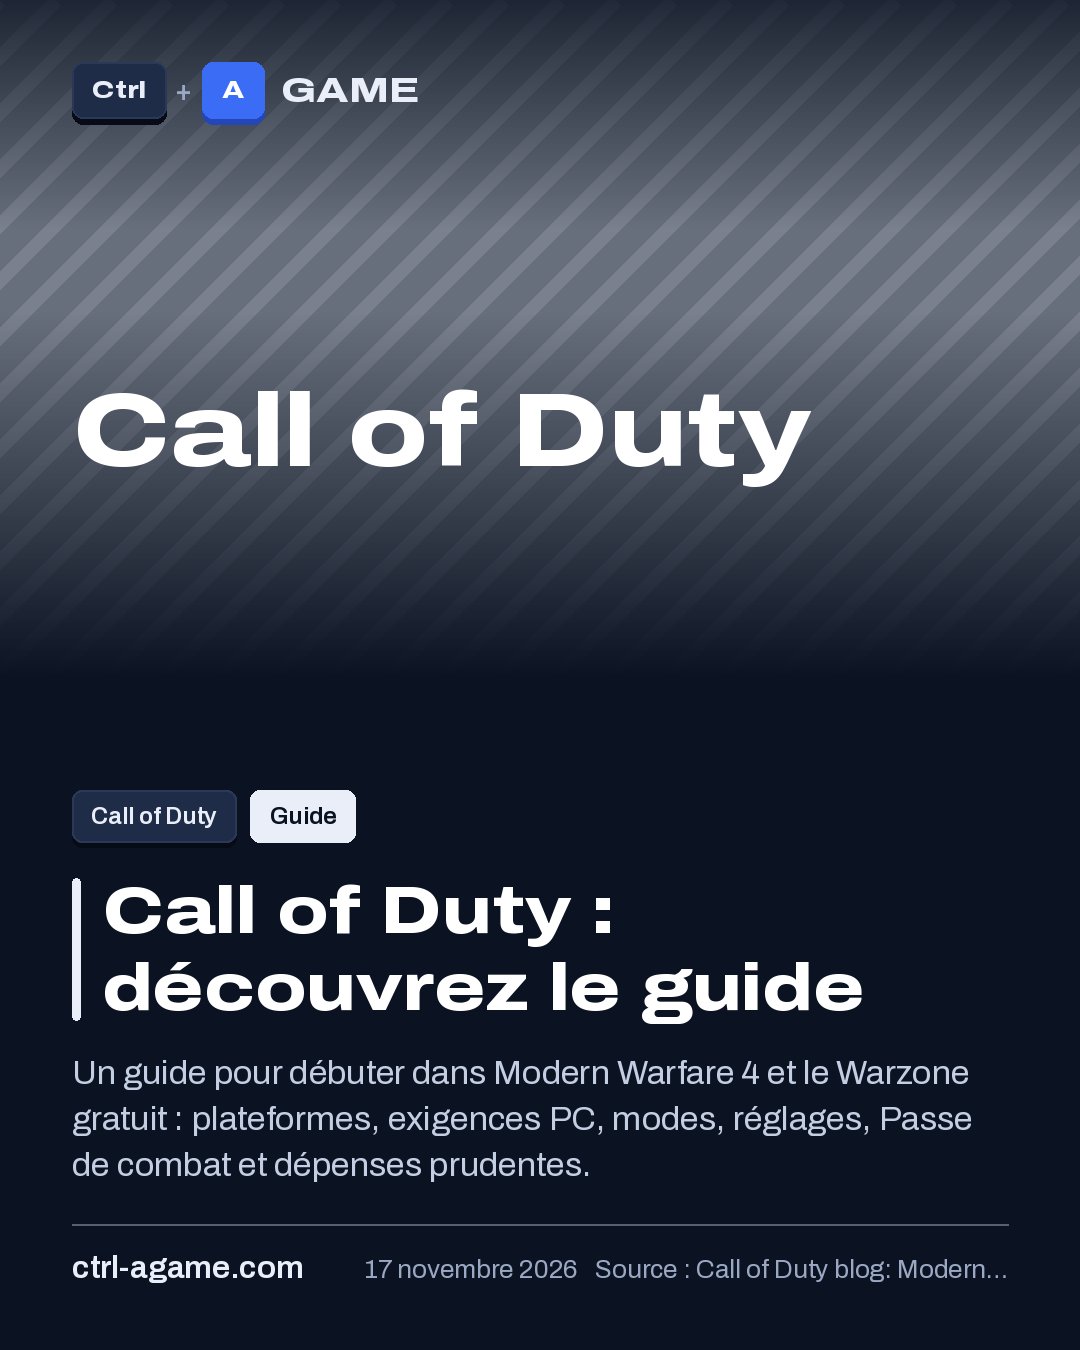 Ctrl + A GAME
Call of Duty
Call of Duty Guide
Call of Duty :
découvrez le guide
Un guide pour débuter dans Modern Warfare 4 et le Warzone
gratuit : plateformes, exigences PC, modes, réglages, Passe
de combat et dépenses prudentes.
ctrl-agame.com 17 novembre 2026 Source : Call of Duty blog: Modern...